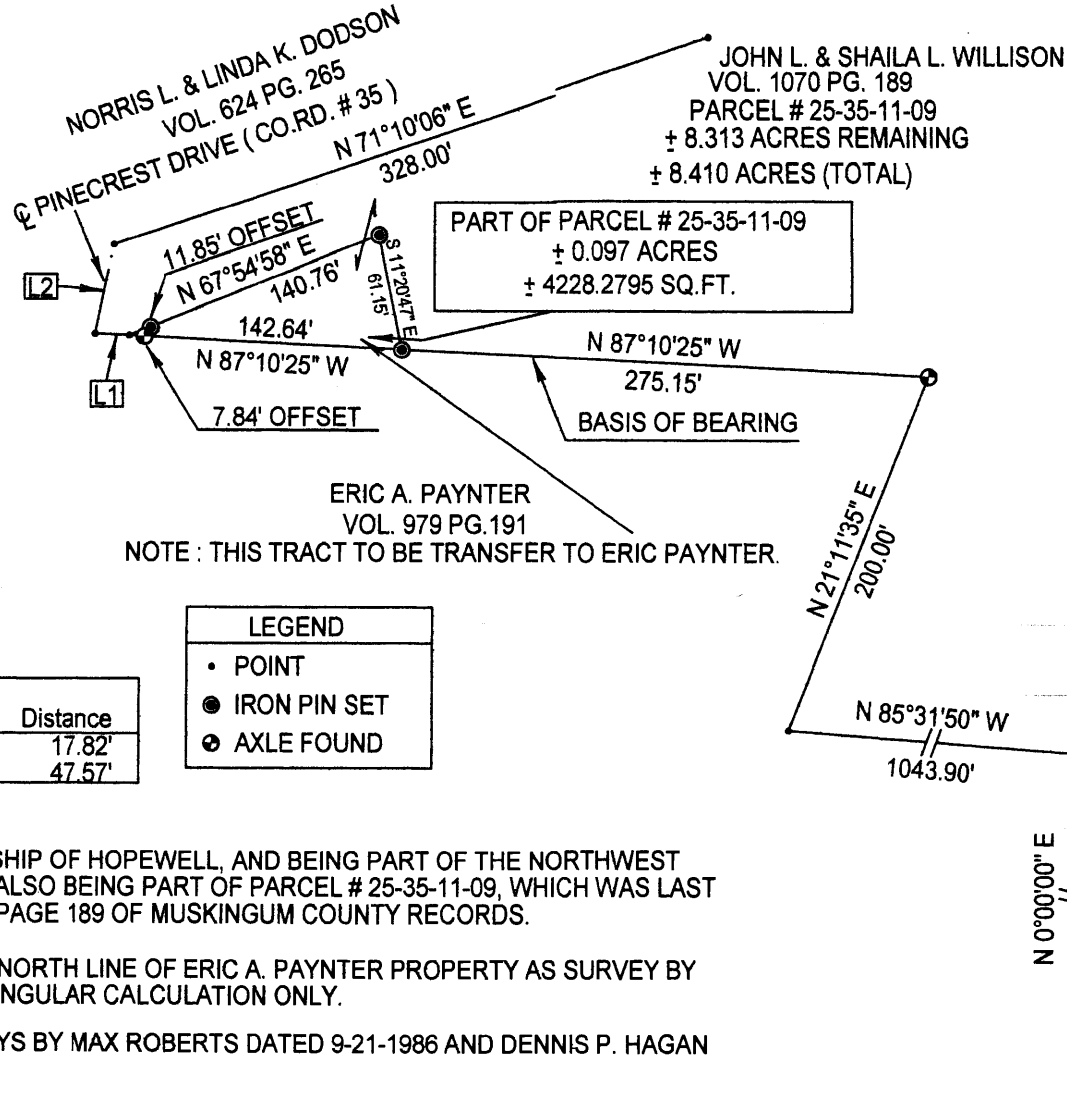 NORRIS L. & LINDA K. DODSON
VOL. 624 PG. 265
℄ PINECREST DRIVE ( CO.RD. # 35 )
N 71°10'06" E
328.00'
JOHN L. & SHAILA L. WILLISON
VOL. 1070 PG. 189
PARCEL # 25-35-11-09
± 8.313 ACRES REMAINING
± 8.410 ACRES (TOTAL)
PART OF PARCEL # 25-35-11-09
± 0.097 ACRES
± 4228.2795 SQ.FT.
11.85' OFFSET
N 67°54'58" E
140.76'
S 11°20'47" E
61.15'
L2
L1
142.64'
N 87°10'25" W
7.84' OFFSET
N 87°10'25" W
275.15'
BASIS OF BEARING
ERIC A. PAYNTER
VOL. 979 PG.191
NOTE : THIS TRACT TO BE TRANSFER TO ERIC PAYNTER.
N 21°11'35" E
200.00'
LEGEND
POINT
IRON PIN SET
AXLE FOUND
Distance
17.82'
47.57'
N 85°31'50" W
1043.90'
N 0°00'00" E
SHIP OF HOPEWELL, AND BEING PART OF THE NORTHWEST
ALSO BEING PART OF PARCEL # 25-35-11-09, WHICH WAS LAST
PAGE 189 OF MUSKINGUM COUNTY RECORDS.
NORTH LINE OF ERIC A. PAYNTER PROPERTY AS SURVEY BY
NGULAR CALCULATION ONLY.
YS BY MAX ROBERTS DATED 9-21-1986 AND DENNIS P. HAGAN